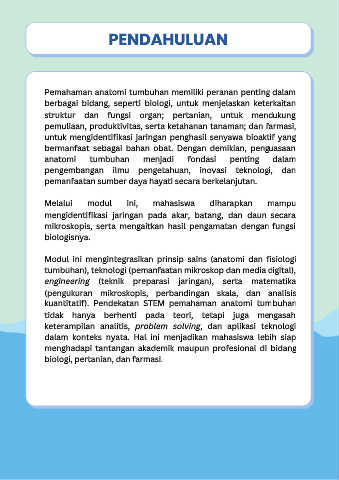 PENDAHULUAN
Pemahaman anatomi tumbuhan memiliki peranan penting dalam
berbagai bidang, seperti biologi, untuk menjelaskan keterkaitan
struktur dan fungsi organ; pertanian, untuk mendukung
pemuliaan, produktivitas, serta ketahanan tanaman; dan farmasi,
untuk mengidentifikasi jaringan penghasil senyawa bioaktif yang
bermanfaat sebagai bahan obat. Dengan demikian, penguasaan
anatomi tumbuhan menjadi fondasi penting dalam
pengembangan ilmu pengetahuan, inovasi teknologi, dan
pemanfaatan sumber daya hayati secara berkelanjutan.
Melalui modul ini, mahasiswa diharapkan mampu
mengidentifikasi jaringan pada akar, batang, dan daun secara
mikroskopis, serta mengaitkan hasil pengamatan dengan fungsi
biologisnya.
Modul ini mengintegrasikan prinsip sains (anatomi dan fisiologi
tumbuhan), teknologi (pemanfaatan mikroskop dan media digital),
engineering (teknik preparasi jaringan), serta matematika
(pengukuran mikroskopis, perbandingan skala, dan analisis
kuantitatif). Pendekatan STEM pemahaman anatomi tumbuhan
tidak hanya berhenti pada teori, tetapi juga mengasah
keterampilan analitis, problem solving, dan aplikasi teknologi
dalam konteks nyata. Hal ini menjadikan mahasiswa lebih siap
menghadapi tantangan akademik maupun profesional di bidang
biologi, pertanian, dan farmasi.